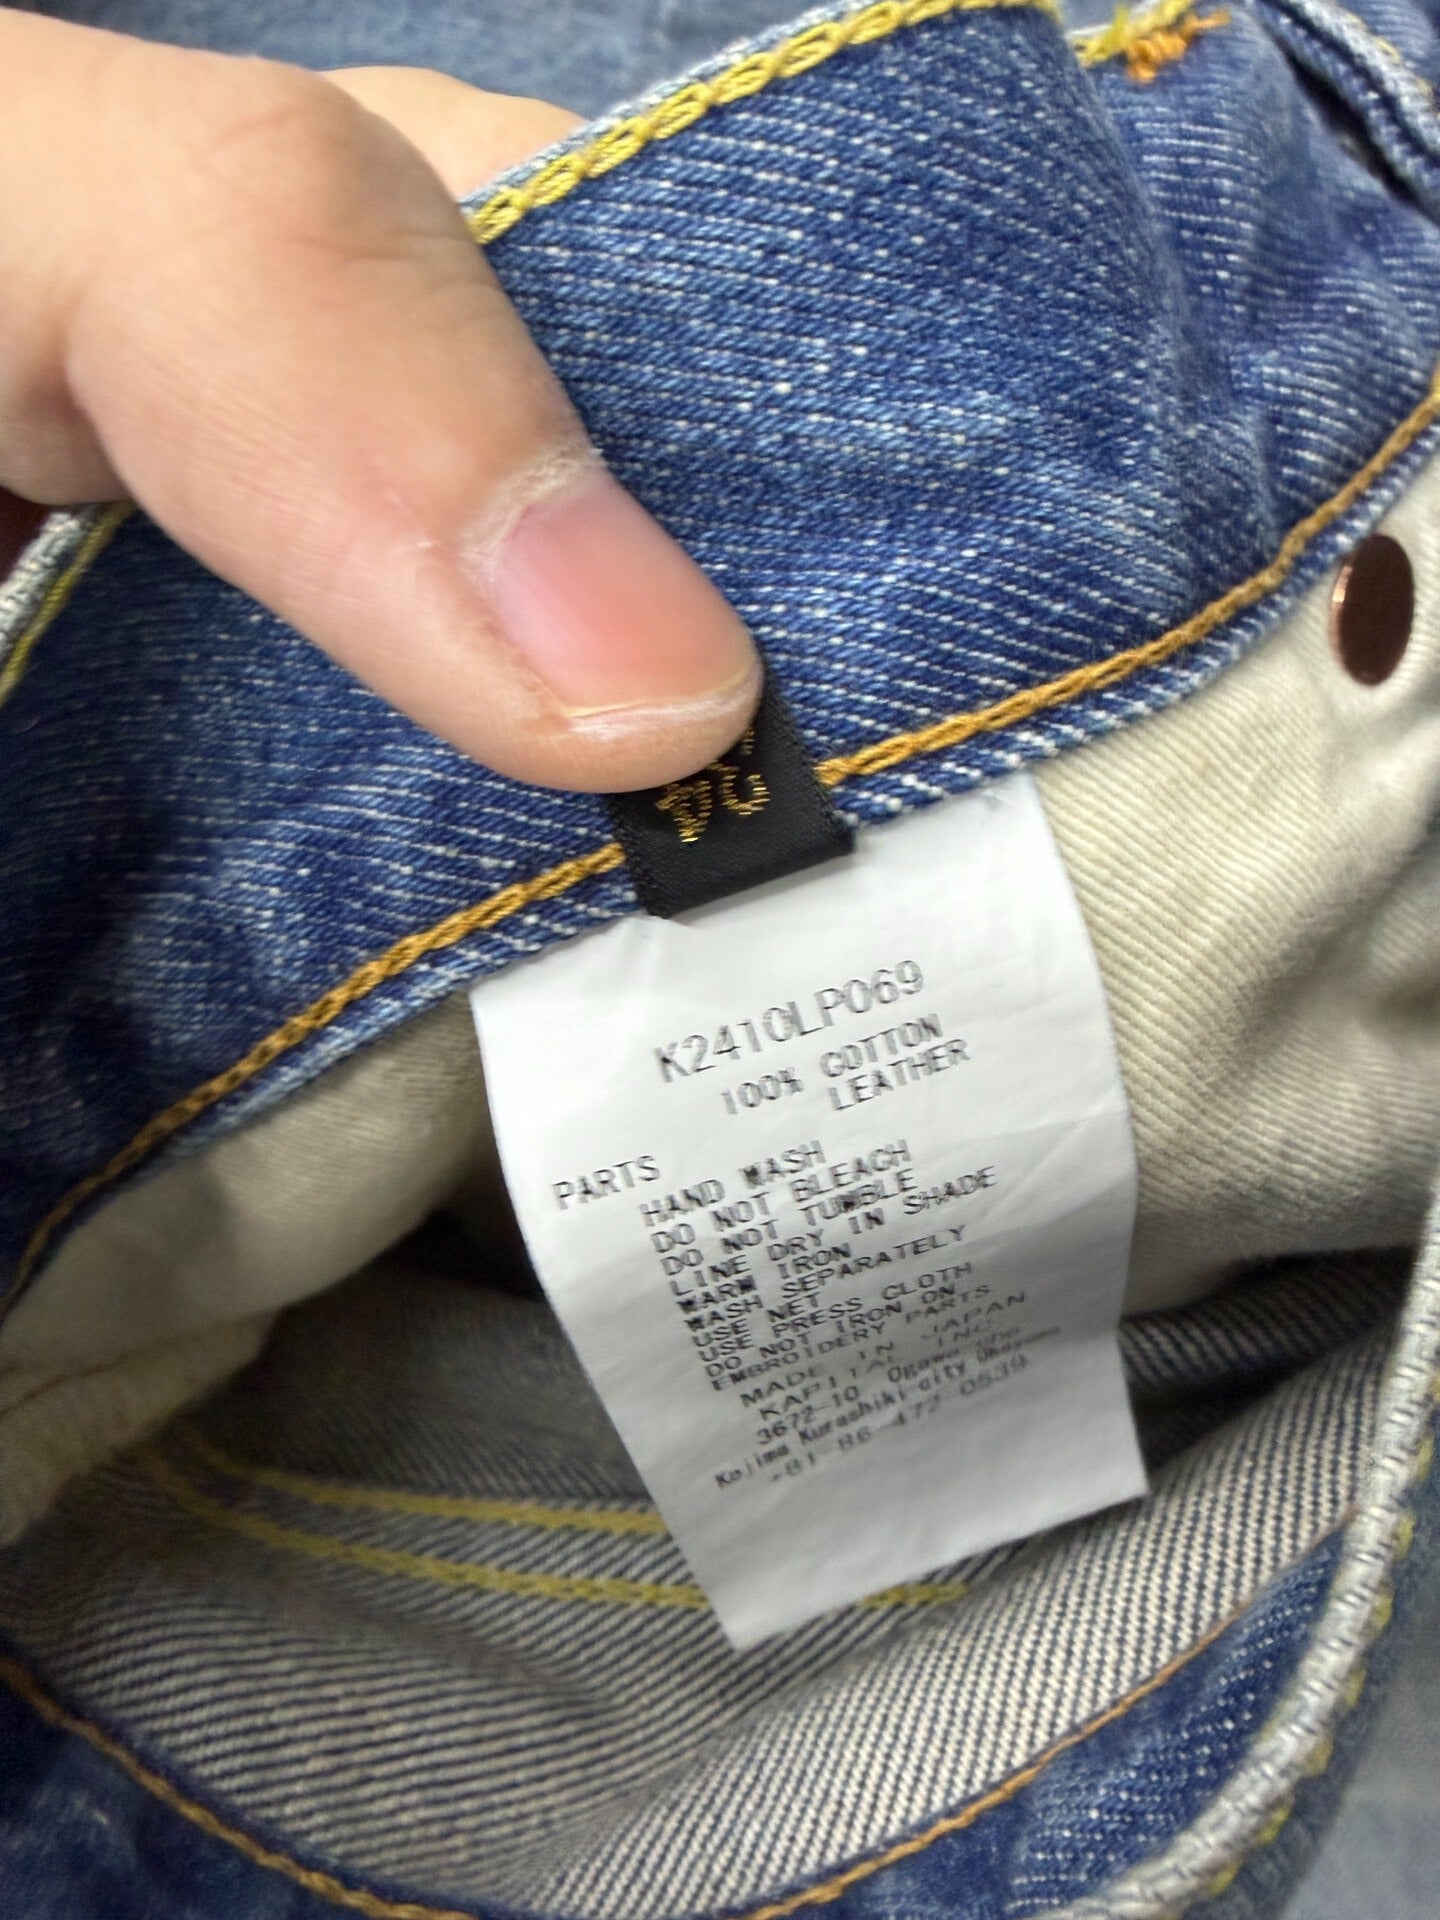 K2410LP069
100% COTTON
PARTS LEATHER
HAND WASH
DO NOT BLEACH
DO NOT TUMBLE
LINE DRY IN SHADE
WARM IRON
WASH SEPARATELY
USE NET
USE PRESS CLOTH
DO NOT IRON ON
EMBROIDERY PARTS
MADE IN JAPAN
KAPITAL INC.
3672-10 Ogawa cho
Kojima Kurashiki-city
+81-86-472-0539